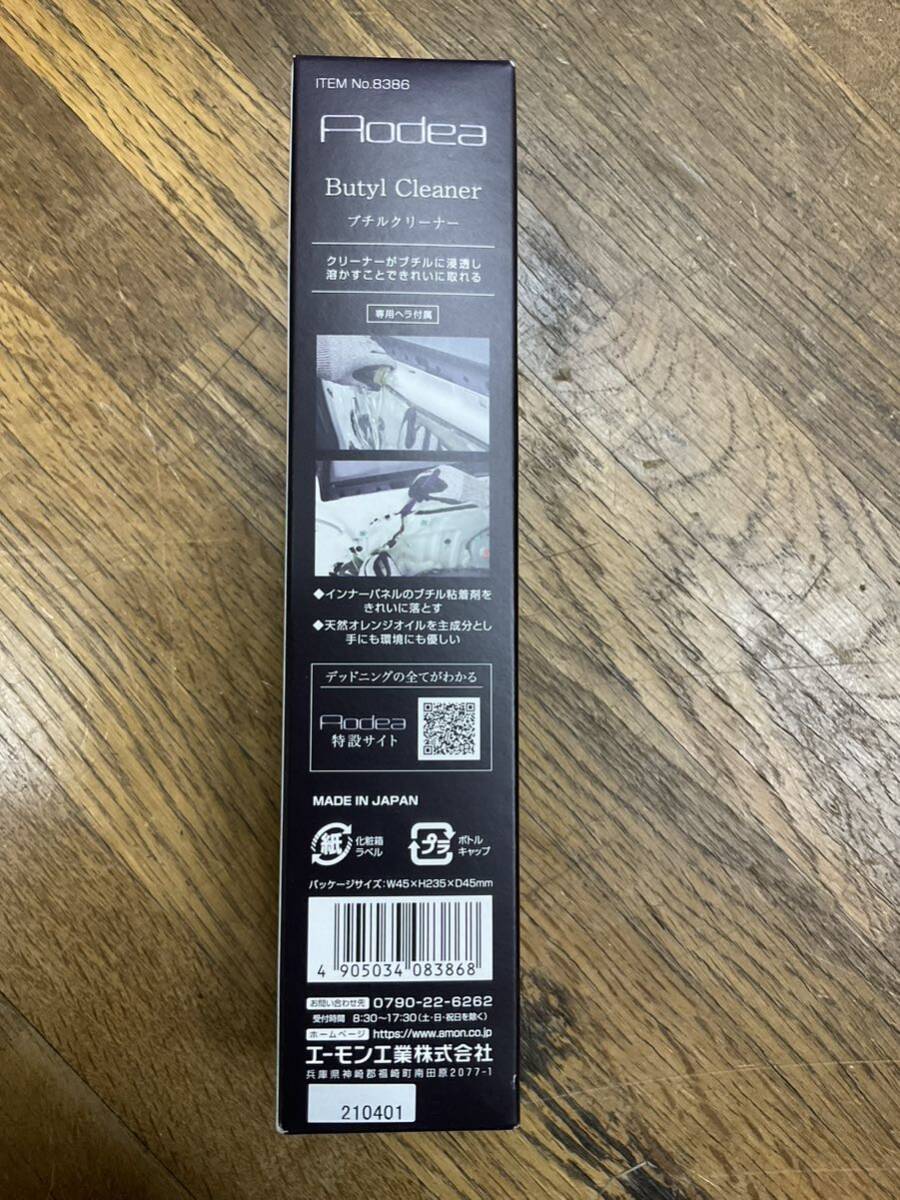 ITEM No.8386
Aodea
Butyl Cleaner
ブチルクリーナー
クリーナーがブチルに浸透し
溶かすことできれいに取れる
専用ヘラ付属
◆インナーパネルのブチル粘着剤を
きれいに落とす
◆天然オレンジオイルを主成分とし
手にも環境にも優しい
デッドニングの全てがわかる
Aodea
特設サイト
MADE IN JAPAN
紙 化粧箱
ラベル
プラ ボトル
キャップ
パッケージサイズ:W45×H235×D45mm
4 905034 083868
お問い合わせ先 0790-22-6262
受付時間 8:30〜17:30(土・日・祝日を除く)
ホームページ https://www.amon.co.jp
エーモン工業株式会社
兵庫県神崎郡福崎町南田原2077-1
210401